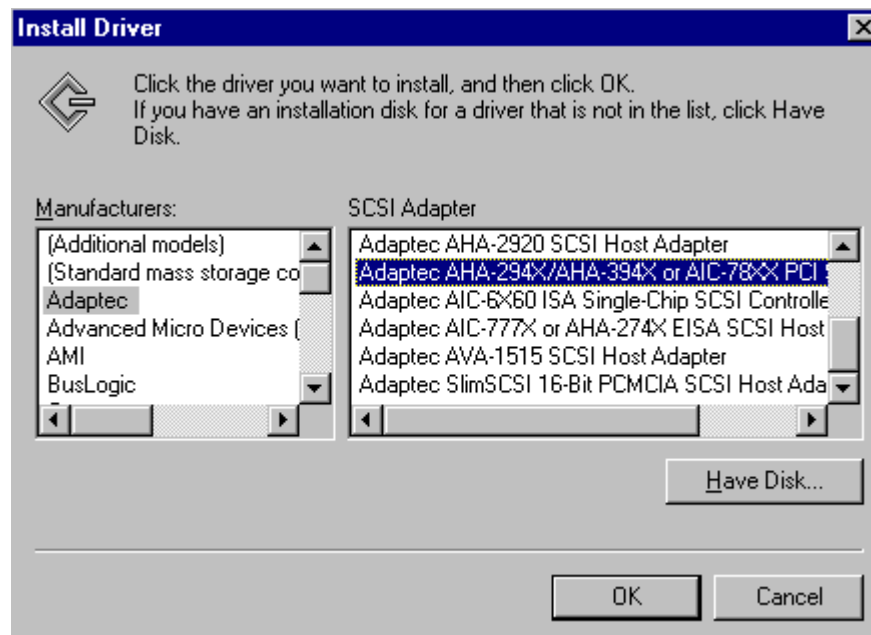 Install Driver
Click the driver you want to install, and then click OK.
If you have an installation disk for a driver that is not in the list, click Have
Disk.
Manufacturers:
(Additional models)
(Standard mass storage co
Adaptec
Advanced Micro Devices (
AMI
BusLogic
SCSI Adapter
Adaptec AHA-2920 SCSI Host Adapter
Adaptec AHA-294X/AHA-394X or AIC-78XX PCI
Adaptec AIC-6X60 ISA Single-Chip SCSI Controlle
Adaptec AIC-777X or AHA-274X EISA SCSI Host
Adaptec AVA-1515 SCSI Host Adapter
Adaptec SlimSCSI 16-Bit PCMCIA SCSI Host Ada
Have Disk...
OK
Cancel